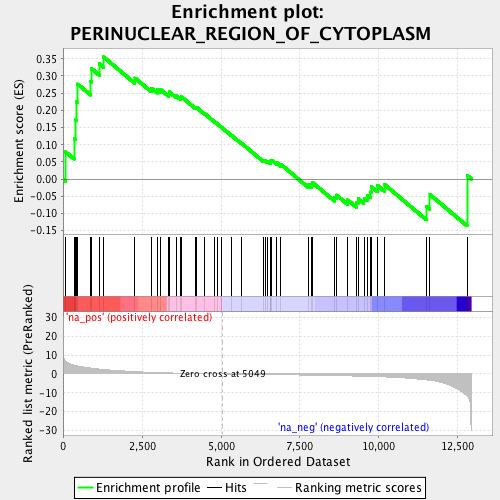 Enrichment plot:
PERINUCLEAR_REGION_OF_CYTOPLASM
Enrichment score (ES)
0.35
0.30
0.25
0.20
0.15
0.10
0.05
0.00
-0.05
-0.10
-0.15
'na_pos' (positively correlated)
Ranked list metric (PreRanked)
30
20
10
0
-10
-20
-30
Zero cross at 5049
'na_neg' (negatively correlated)
0
2,500
5,000
7,500
10,000
12,500
Rank in Ordered Dataset
Enrichment profile
Hits
Ranking metric scores